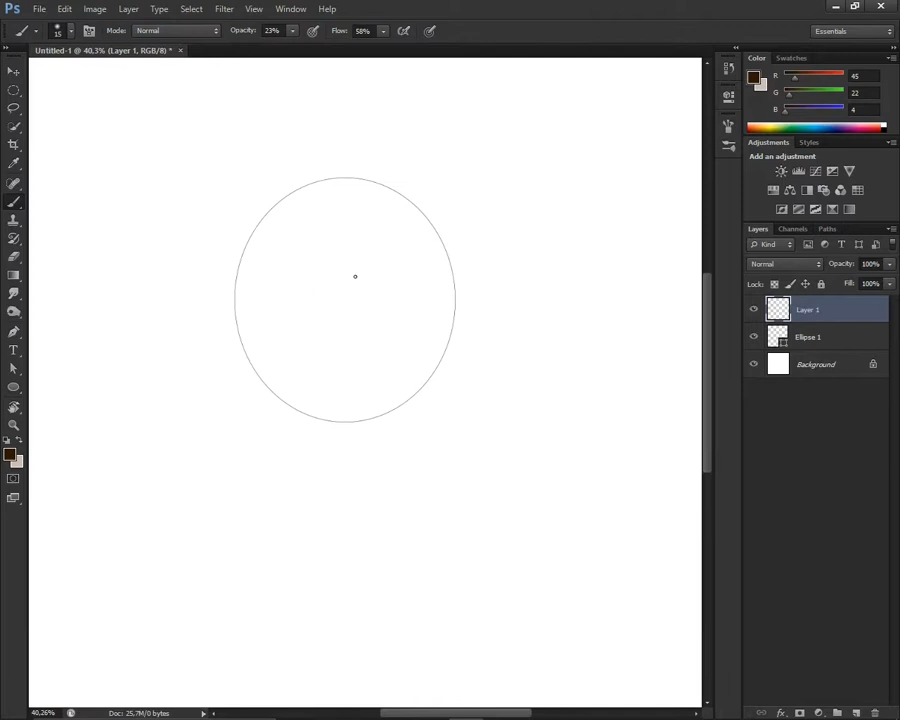 Ps File Edit Image Layer Type Select Filter View Window Help
15 Mode: Normal Opacity: 23% Flow: 58% Essentials
Untitled-1 @ 40,3% (Layer 1, RGB/8) * ×
Color Swatches
R 45
G 22
B 4
Adjustments Styles
Add an adjustment
Layers Channels Paths
Kind T
Normal Opacity: 100%
Lock: Fill: 100%
Layer 1
Ellipse 1
Background
T
fx
40,26% Doc: 25,7M/0 bytes